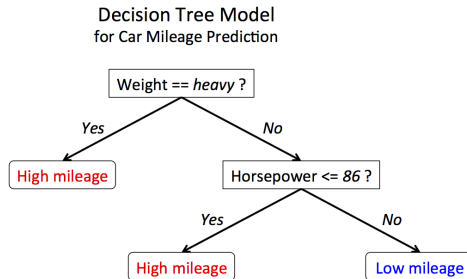 Decision Tree Model
for Car Mileage Prediction
Weight == heavy ?
Yes
No
High mileage
Horsepower <= 86 ?
Yes
No
High mileage
Low mileage